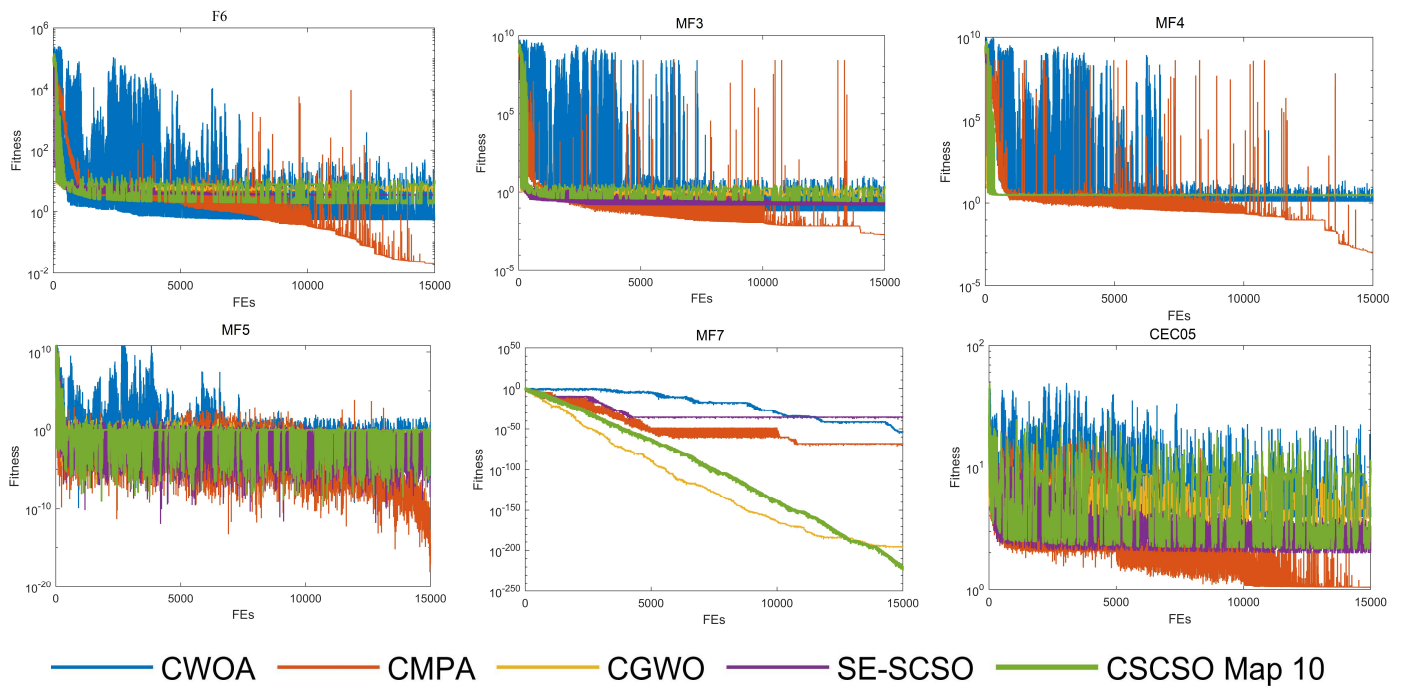 F6
10^6
10^4
10^2
10^0
10^-2
Fitness
0 5000 10000 15000
FEs
MF3
10^10
10^5
10^0
10^-5
Fitness
0 5000 10000 15000
FEs
MF4
10^10
10^5
10^0
10^-5
Fitness
0 5000 10000 15000
FEs
MF5
10^10
10^0
10^-10
10^-20
Fitness
0 5000 10000 15000
FEs
MF7
10^50
10^0
10^-50
10^-100
10^-150
10^-200
10^-250
Fitness
0 5000 10000 15000
FEs
CEC05
10^2
10^1
10^0
Fitness
0 5000 10000 15000
FEs
CWOA CMPA CGWO SE-SCSO CSCSO Map 10